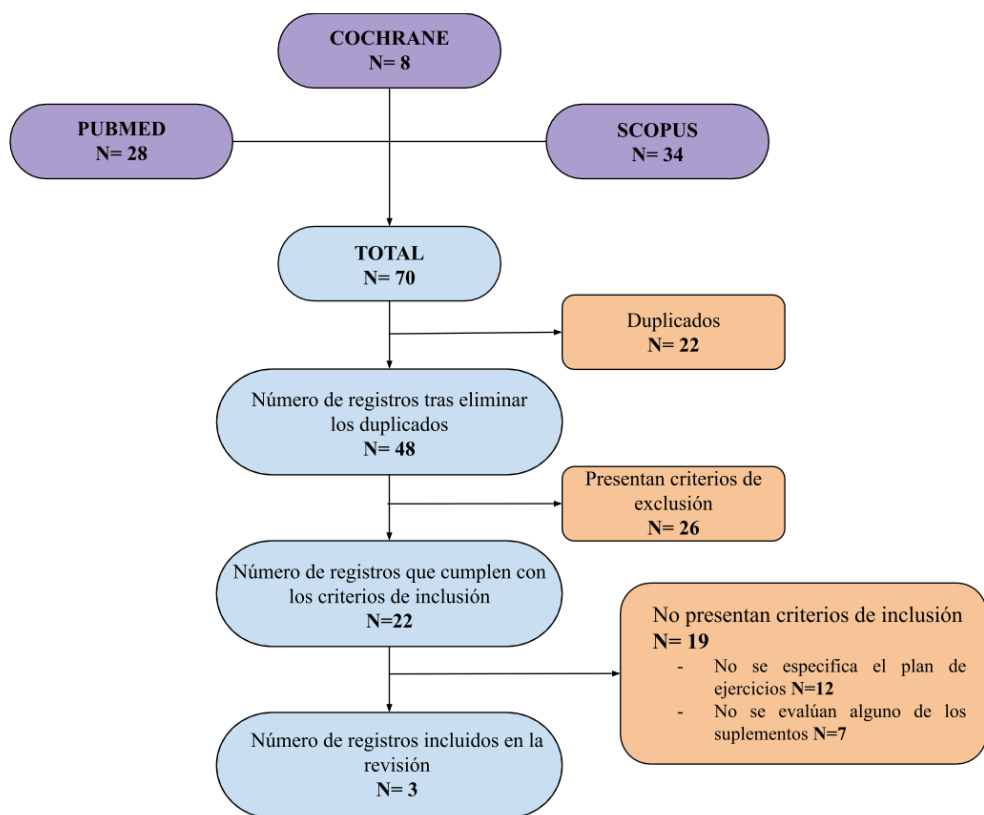 COCHRANE
N= 8
PUBMED
N= 28
SCOPUS
N= 34
TOTAL
N= 70
Duplicados
N= 22
Número de registros tras eliminar
los duplicados
N= 48
Presentan criterios de
exclusión
N= 26
Número de registros que cumplen con
los criterios de inclusión
N=22
No presentan criterios de inclusión
N= 19
- No se especifica el plan de
ejercicios N=12
- No se evalúan alguno de los
suplementos N=7
Número de registros incluidos en la
revisión
N= 3